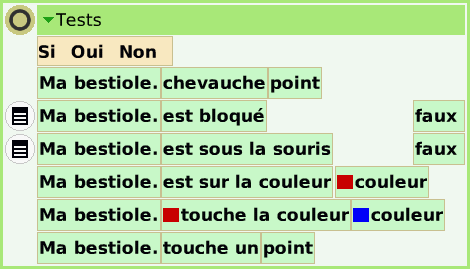 Tests
Si Oui Non
Ma bestiole. chevauche point
Ma bestiole. est bloqué faux
Ma bestiole. est sous la souris faux
Ma bestiole. est sur la couleur couleur
Ma bestiole. touche la couleur couleur
Ma bestiole. touche un point